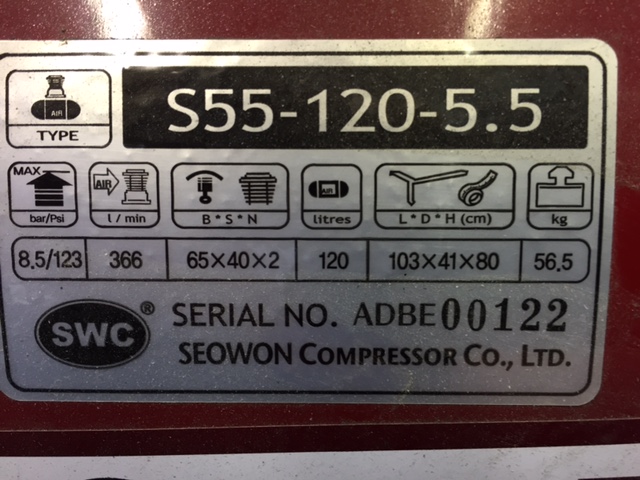 AIR
TYPE
S55-120-5.5
MAX
bar/Psi
AIR
l / min
B * S * N
AIR
litres
L * D * H (cm)
kg
8.5/123 366 65×40×2 120 103×41×80 56.5
SWC ®
SERIAL NO. ADBE00122
SEOWON COMPRESSOR CO., LTD.